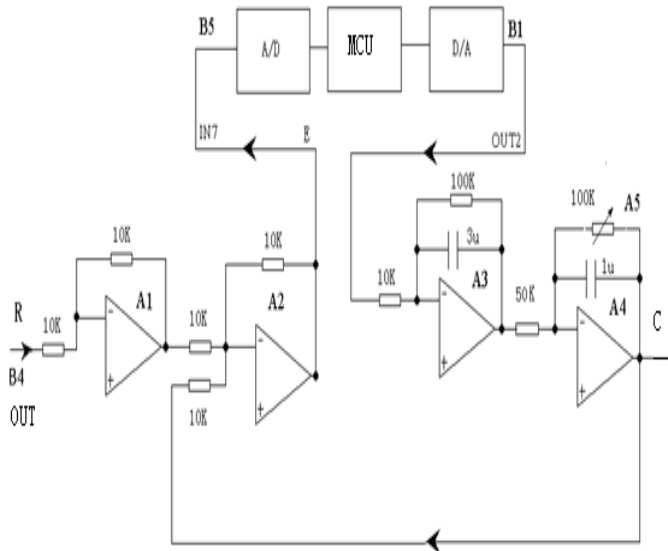 B5
A/D
MCU
D/A
B1
IN7
E
OUT2
100K
3u
100K
A5
1u
10K
10K
10K
A3
50K
A4
C
R
10K
A1
10K
A2
B4
OUT
10K
-
+
-
+
-
+
-
+